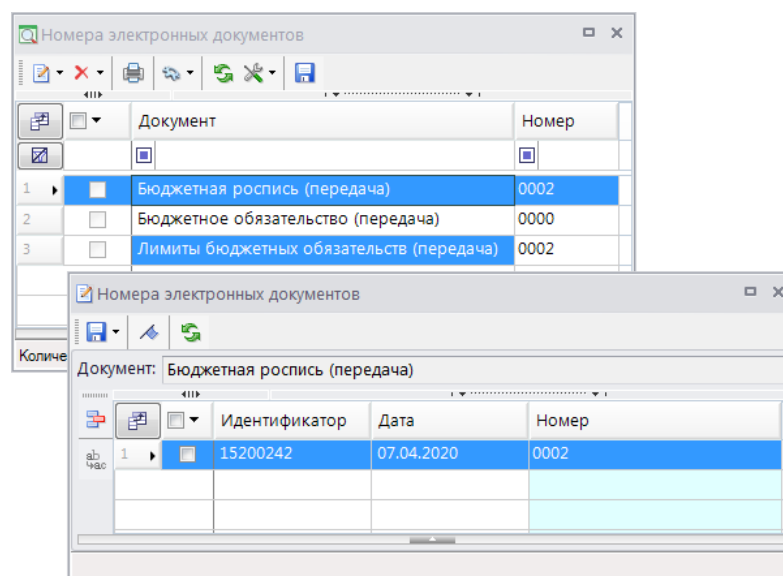 Номера электронных документов
Документ Номер
1 Бюджетная роспись (передача) 0002
2 Бюджетное обязательство (передача) 0000
3 Лимиты бюджетных обязательств (передача) 0002
Количе
Номера электронных документов
Документ: Бюджетная роспись (передача)
Идентификатор Дата Номер
ab
ac
1 15200242 07.04.2020 0002